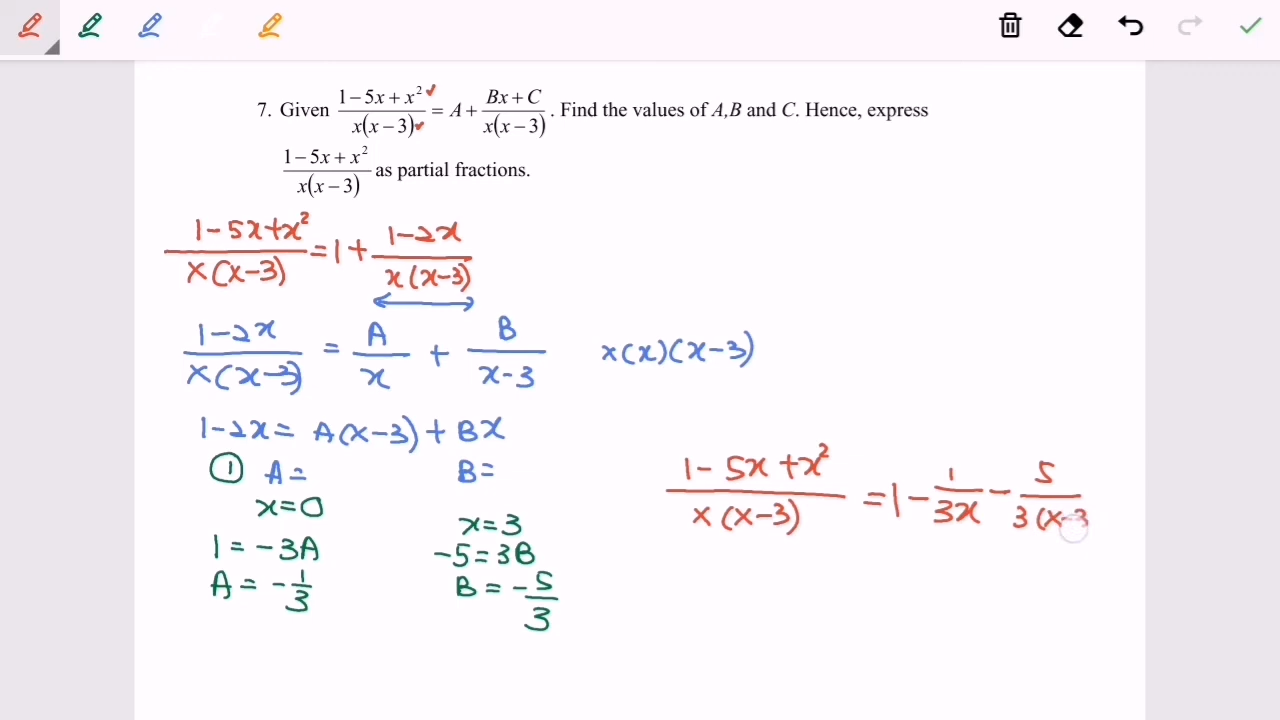 7. Given (1 − 5x + x²)/(x(x − 3)) = A + (Bx + C)/(x(x − 3)). Find the values of A,B and C. Hence, express
(1 − 5x + x²)/(x(x − 3)) as partial fractions.
(1−5x+x²)/(x(x−3)) = 1 + (1−2x)/(x(x−3))
(1−2x)/(x(x−3)) = A/x + B/(x−3)    x(x)(x−3)
1−2x = A(x−3) + Bx
① A =    B =
x=0    x=3
1 = −3A    −5 = 3B
A = −1/3    B = −5/3
(1 − 5x + x²)/(x(x−3)) = 1 − 1/(3x) − 5/(3(x−3